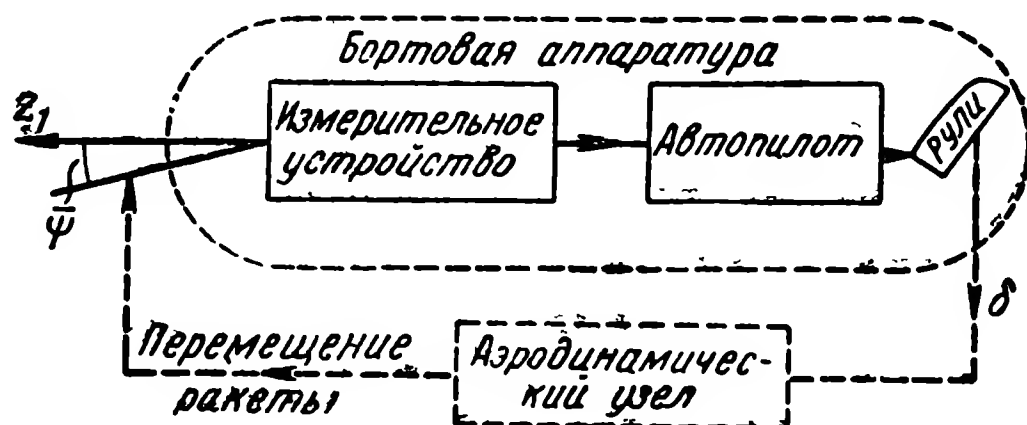 Бортовая аппаратура
z₁
Измерительное
устройство
Автопилот
РУЛИ
ψ̅
δ
Перемещение
ракеты
Аэродинамичес-
кий узел